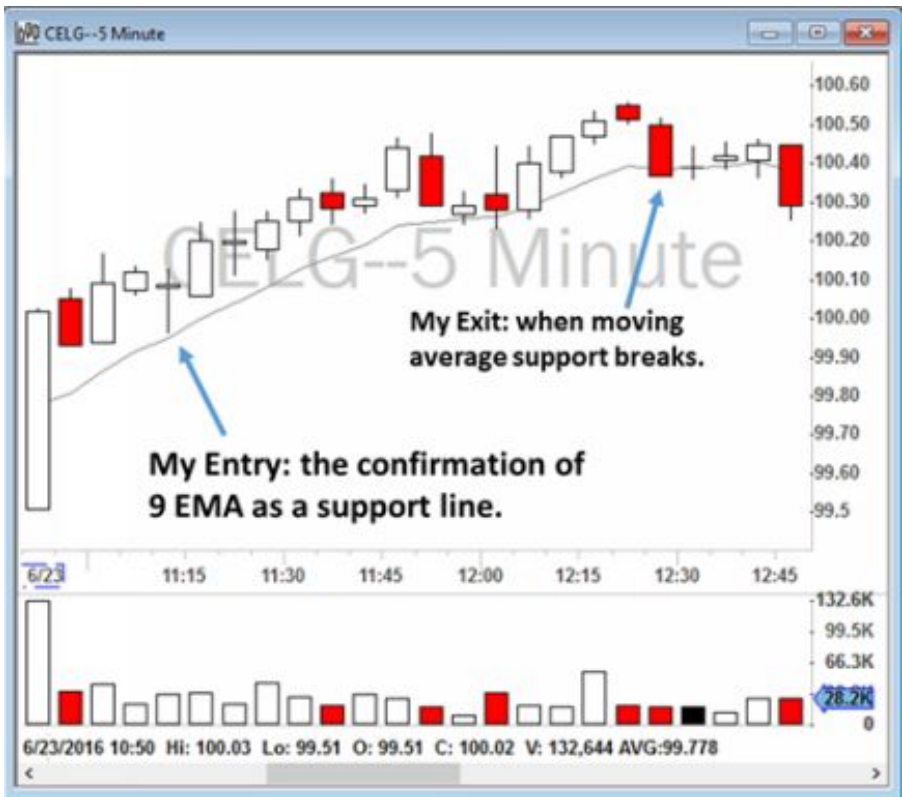 CELG--5 Minute
100.60
100.50
100.40
100.30
100.20
100.10
100.00
99.90
99.80
99.70
99.60
99.5
CELG--5 Minute
My Exit: when moving
average support breaks.
My Entry: the confirmation of
9 EMA as a support line.
6/23 11:15 11:30 11:45 12:00 12:15 12:30 12:45
132.6K
99.5K
66.3K
28.2K
0
6/23/2016 10:50 Hi: 100.03 Lo: 99.51 O: 99.51 C: 100.02 V: 132,644 AVG:99.778